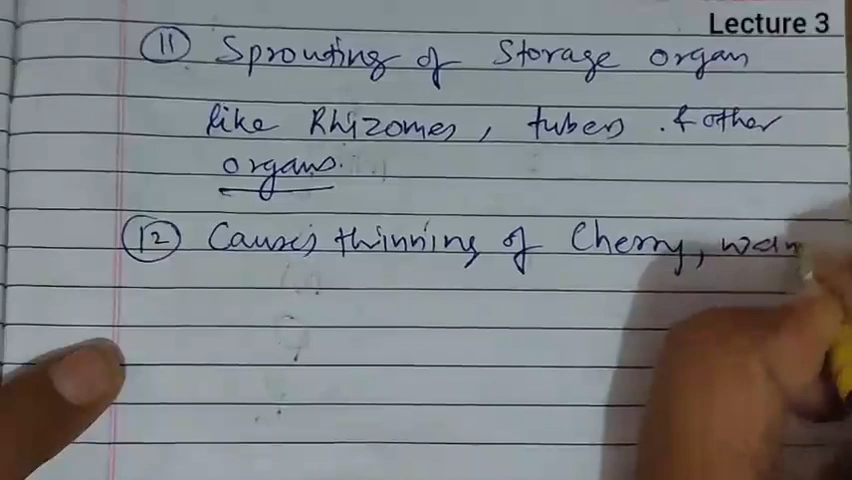 Lecture 3
11 Sprouting of Storage organ
like Rhizomes, tubers & other
organs.
12 Causes thinning of Cherry,